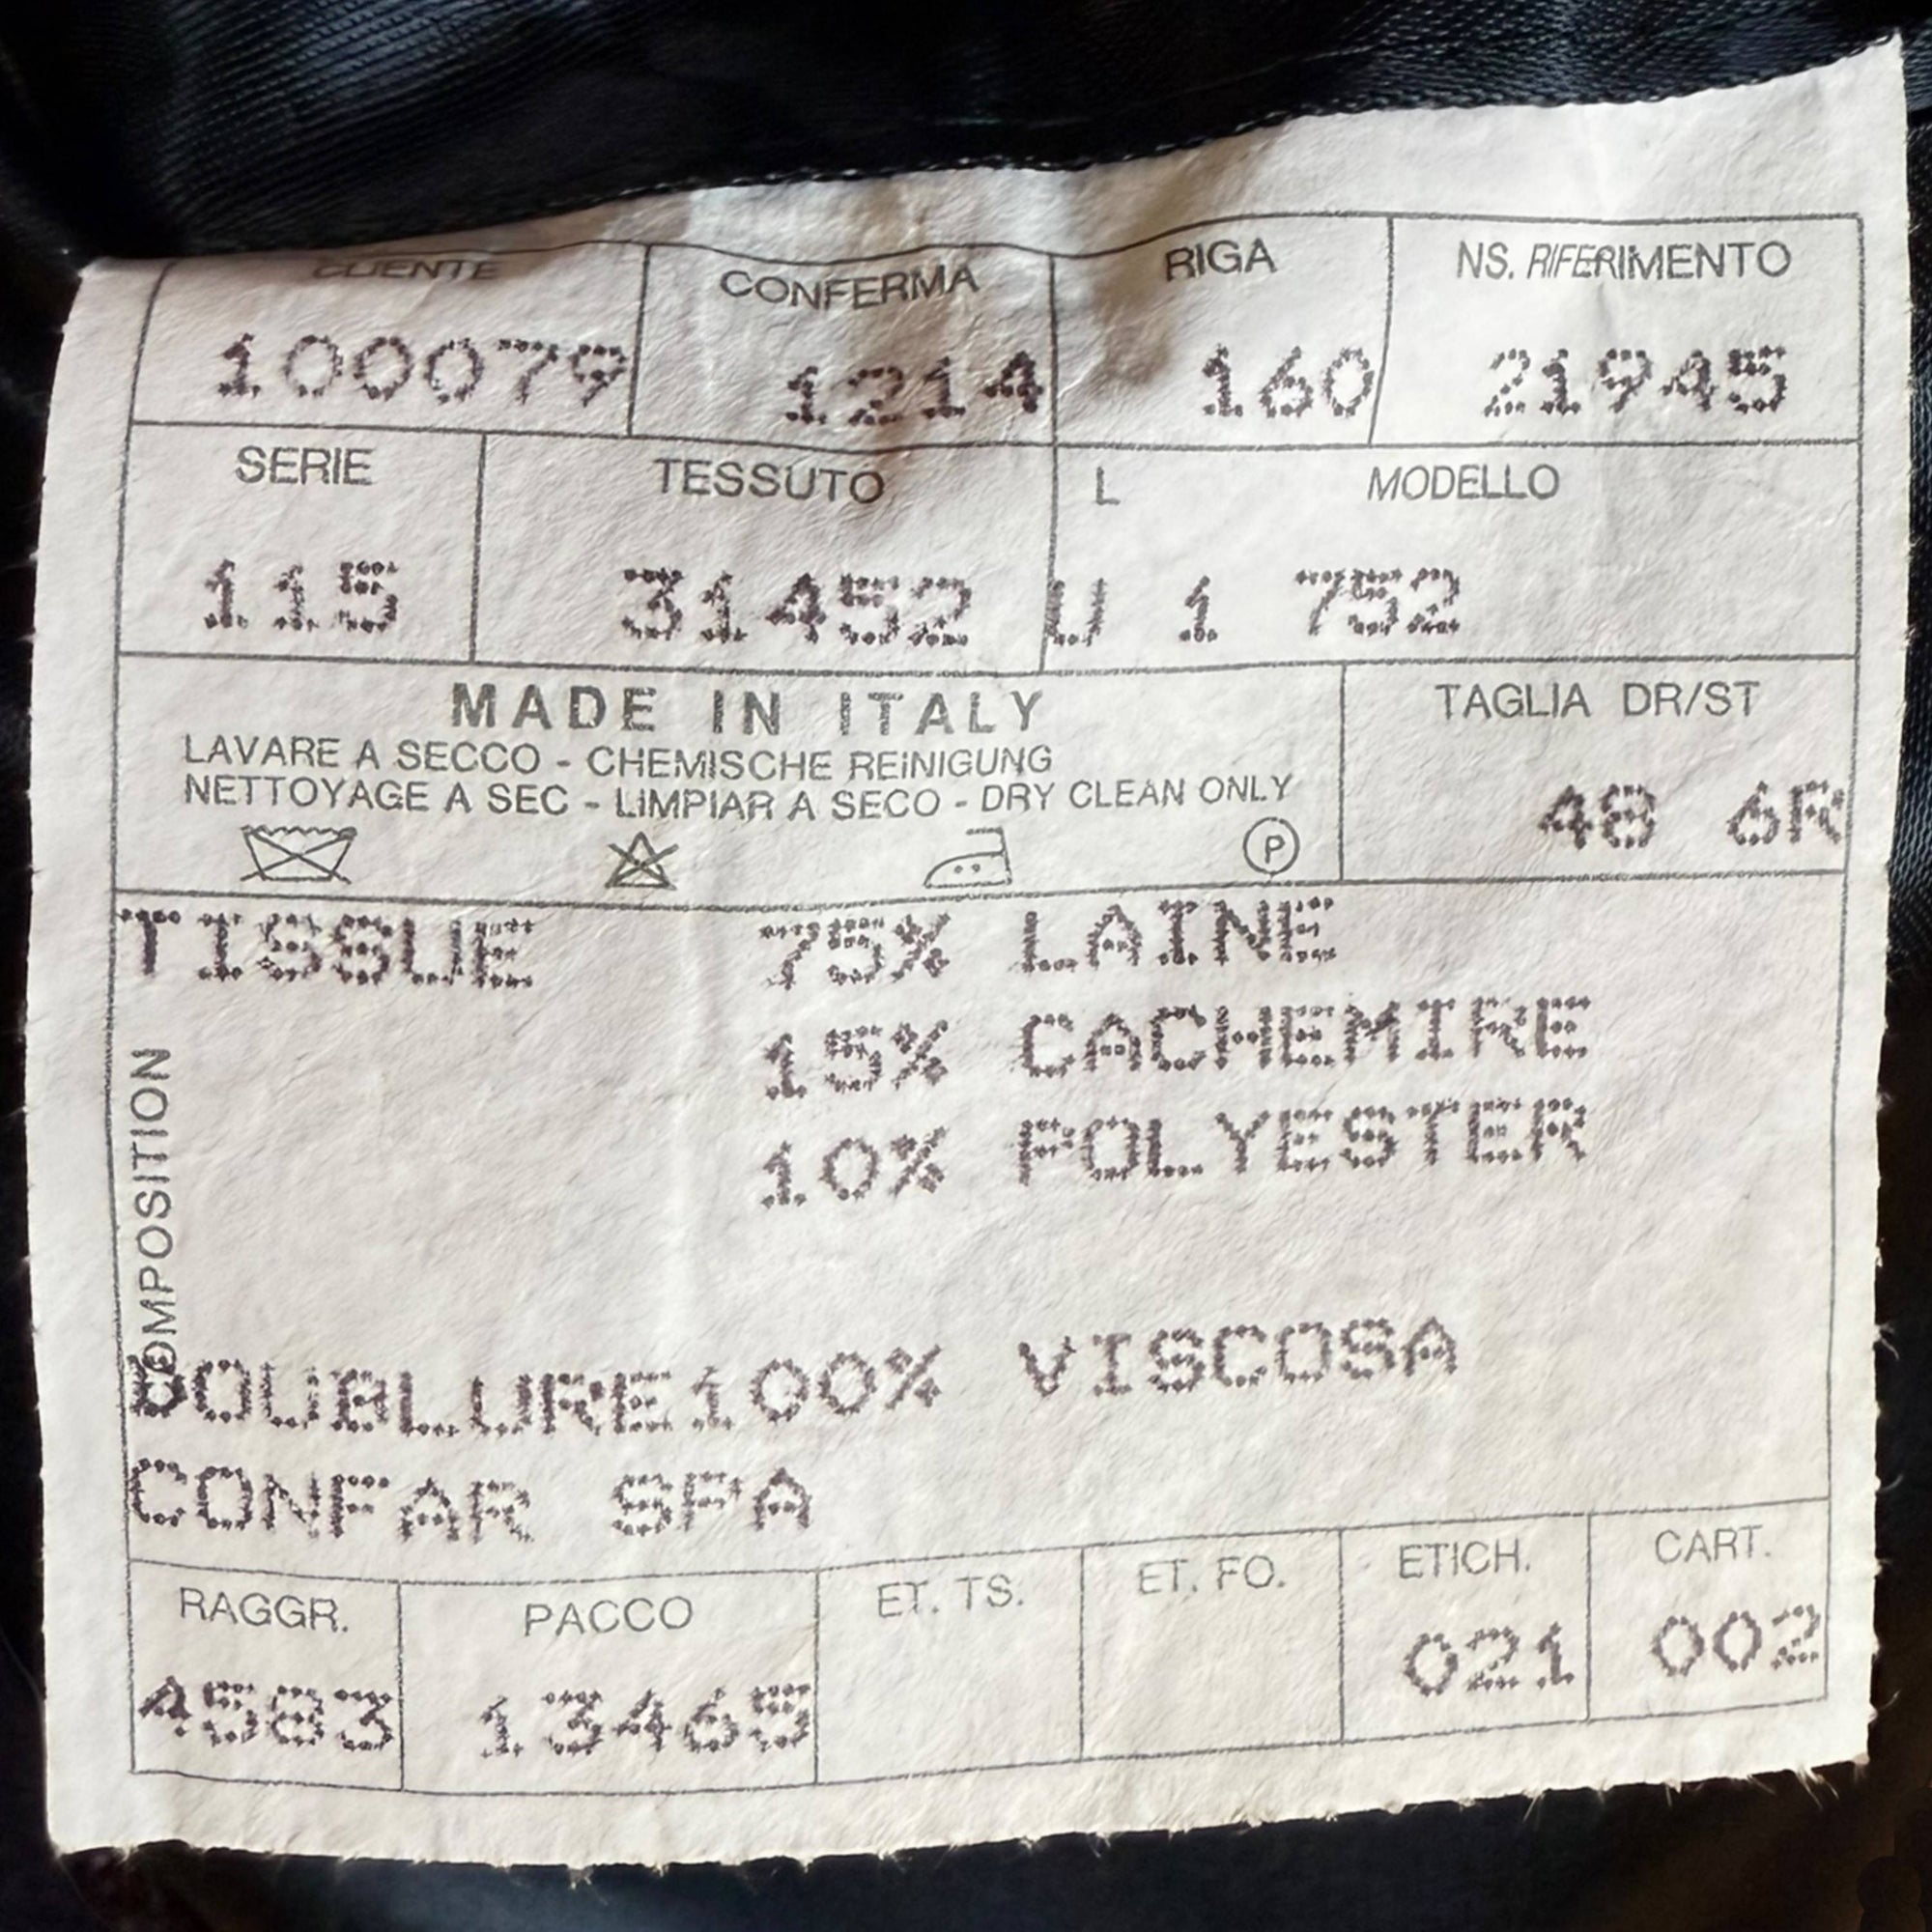 CLIENTE CONFERMA RIGA NS. RIFERIMENTO
100079 1214 160 21945
SERIE TESSUTO L MODELLO
115 31452 U 1 752
MADE IN ITALY TAGLIA DR/ST
LAVARE A SECCO - CHEMISCHE REINIGUNG
NETTOYAGE A SEC - LIMPIAR A SECO - DRY CLEAN ONLY
48 6R
P
TISSUE 75% LAINE
15% CACHEMIRE
10% POLYESTER
COMPOSITION
DOUBLURE100% VISCOSA
CONFAR SPA
RAGGR. PACCO ET. TS. ET. FO. ETICH. CART.
4583 13465 021 002